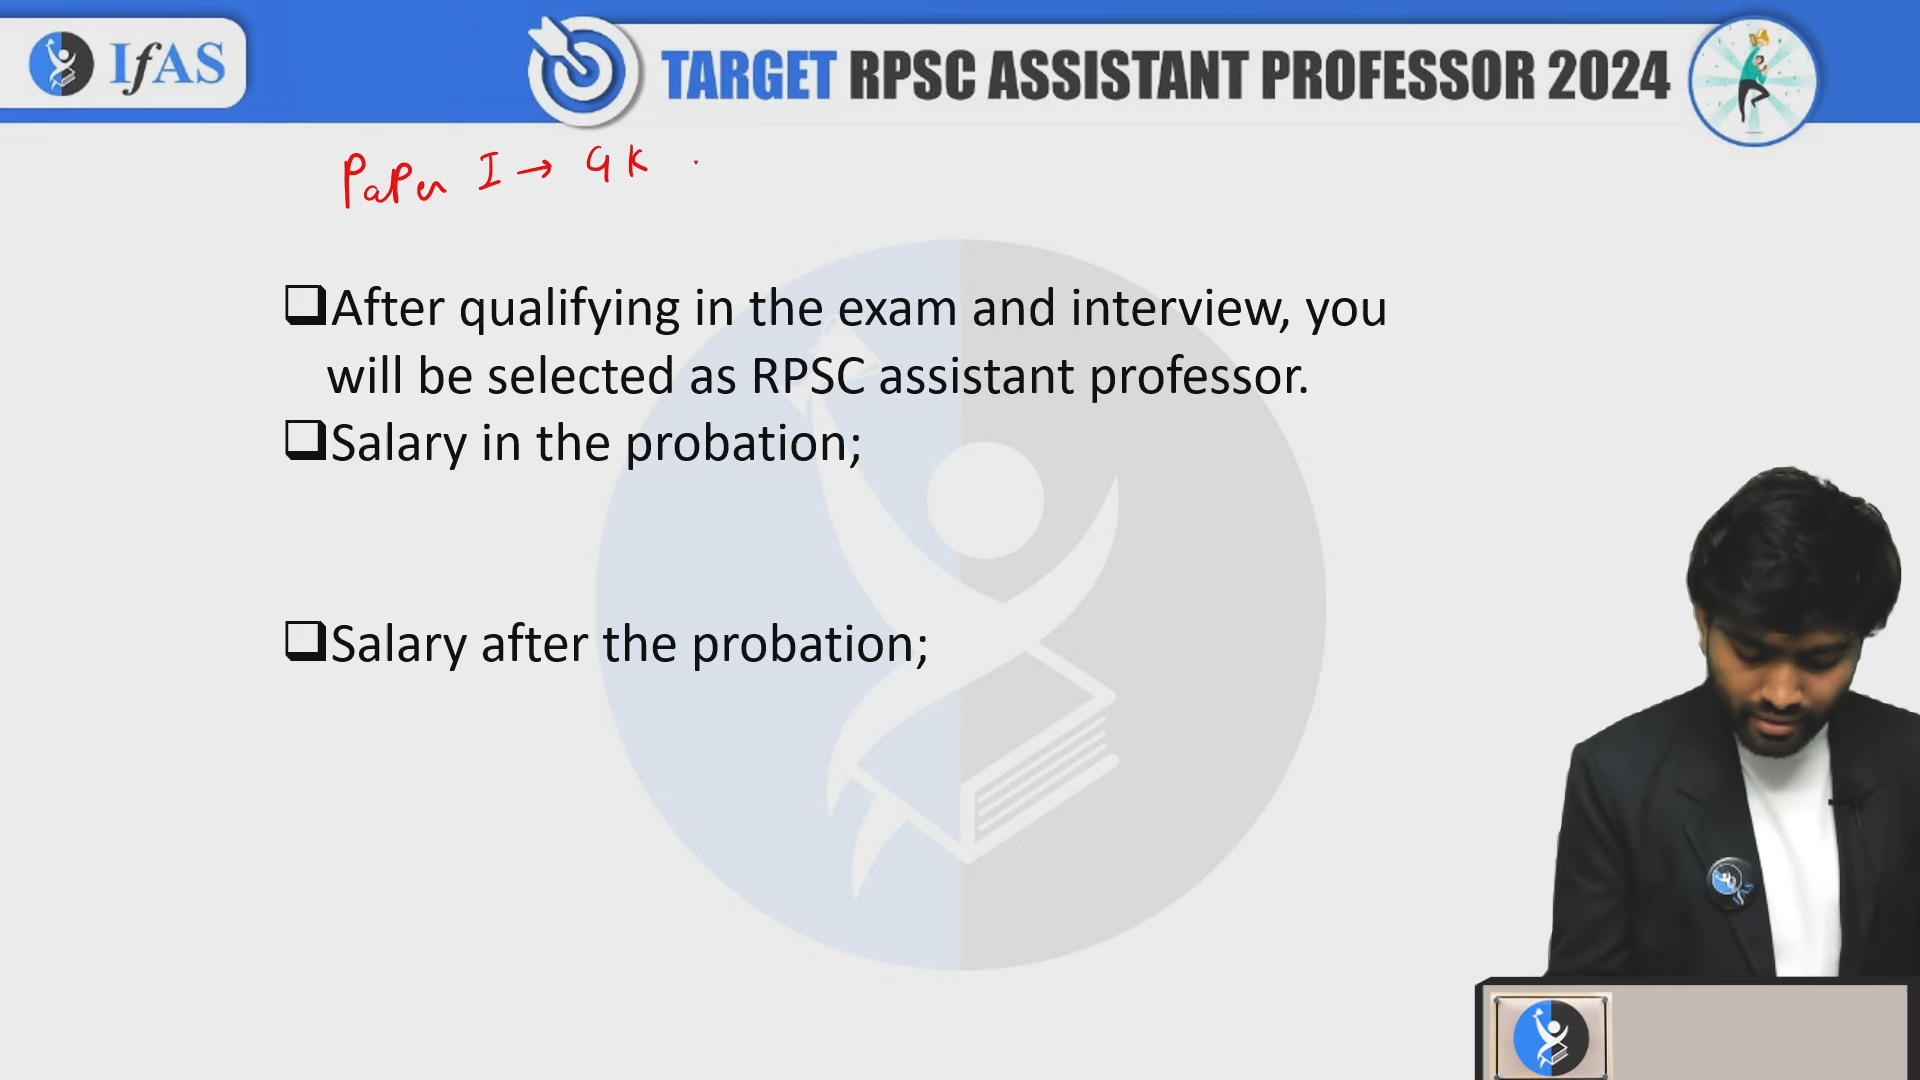 IfAS
TARGET RPSC ASSISTANT PROFESSOR 2024
Paper I → GK
After qualifying in the exam and interview, you
will be selected as RPSC assistant professor.
Salary in the probation;
Salary after the probation;